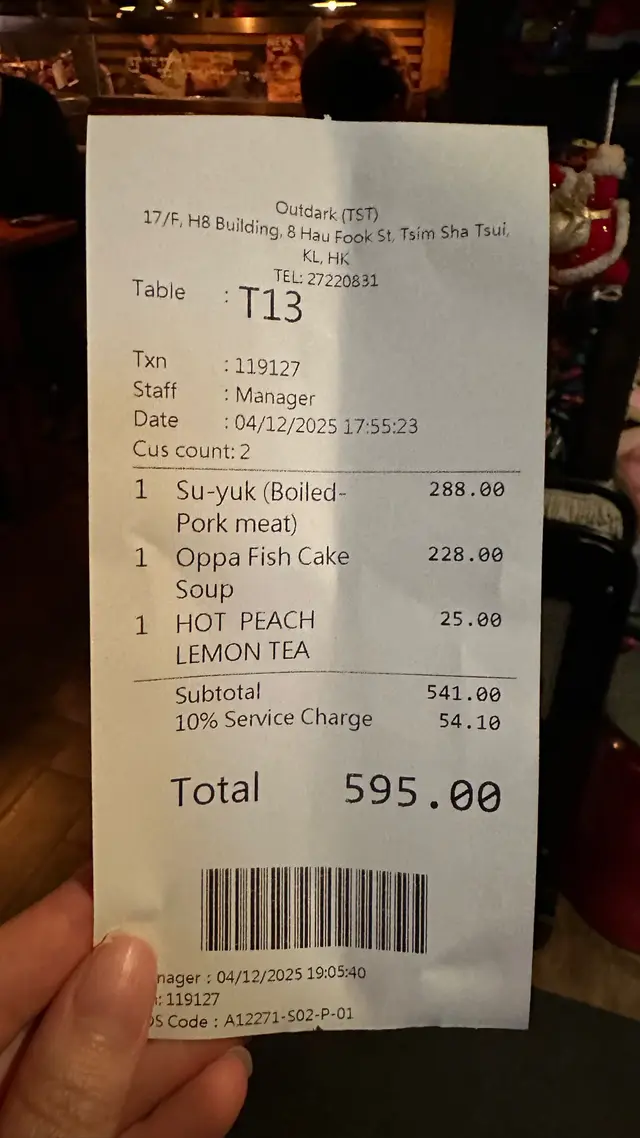 Outdark (TST)
17/F, H8 Building, 8 Hau Fook St, Tsim Sha Tsui,
KL, HK
TEL: 27220831
Table : T13
Txn : 119127
Staff : Manager
Date : 04/12/2025 17:55:23
Cus count: 2
1 Su-yuk (Boiled- 288.00
Pork meat)
1 Oppa Fish Cake 228.00
Soup
1 HOT PEACH 25.00
LEMON TEA
Subtotal 541.00
10% Service Charge 54.10
Total 595.00
nager : 04/12/2025 19:05:40
: 119127
S Code : A12271-S02-P-01